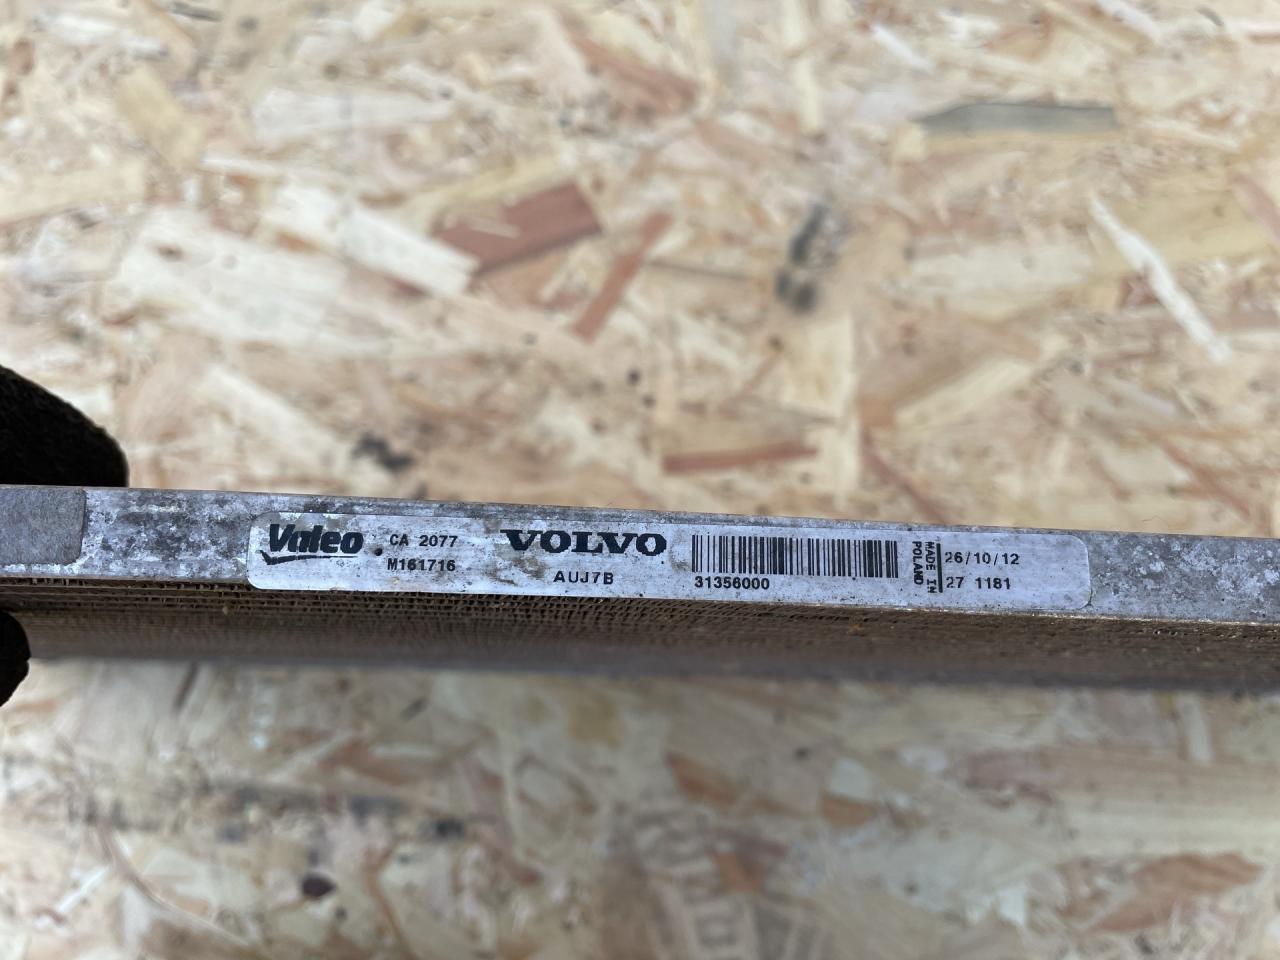 Valeo
CA 2077
M161716
VOLVO
AUJ7B
31356000
MADE IN
POLAND
26/10/12
27 1181